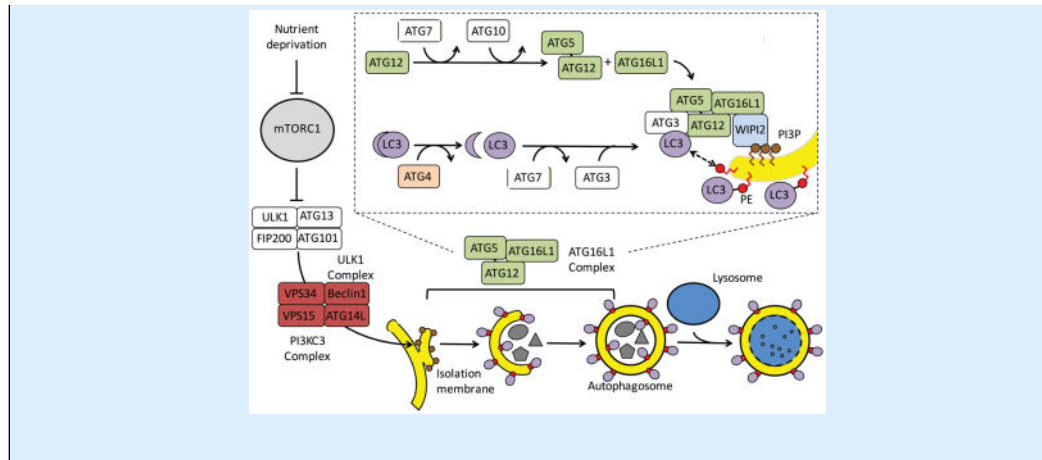 Nutrient
deprivation
mTORC1
ULK1 ATG13
FIP200 ATG101
ULK1
Complex
VPS34 Beclin1
VPS15 ATG14L
PI3KC3
Complex
ATG7 ATG10
ATG12
ATG5
ATG12
+ ATG16L1
LC3
LC3
ATG4
ATG7 ATG3
ATG5 ATG16L1
ATG3 ATG12 WIPI2
LC3
PI3P
LC3
PE
LC3
ATG5 ATG16L1
ATG12
ATG16L1
Complex
Isolation
membrane
Autophagosome
Lysosome